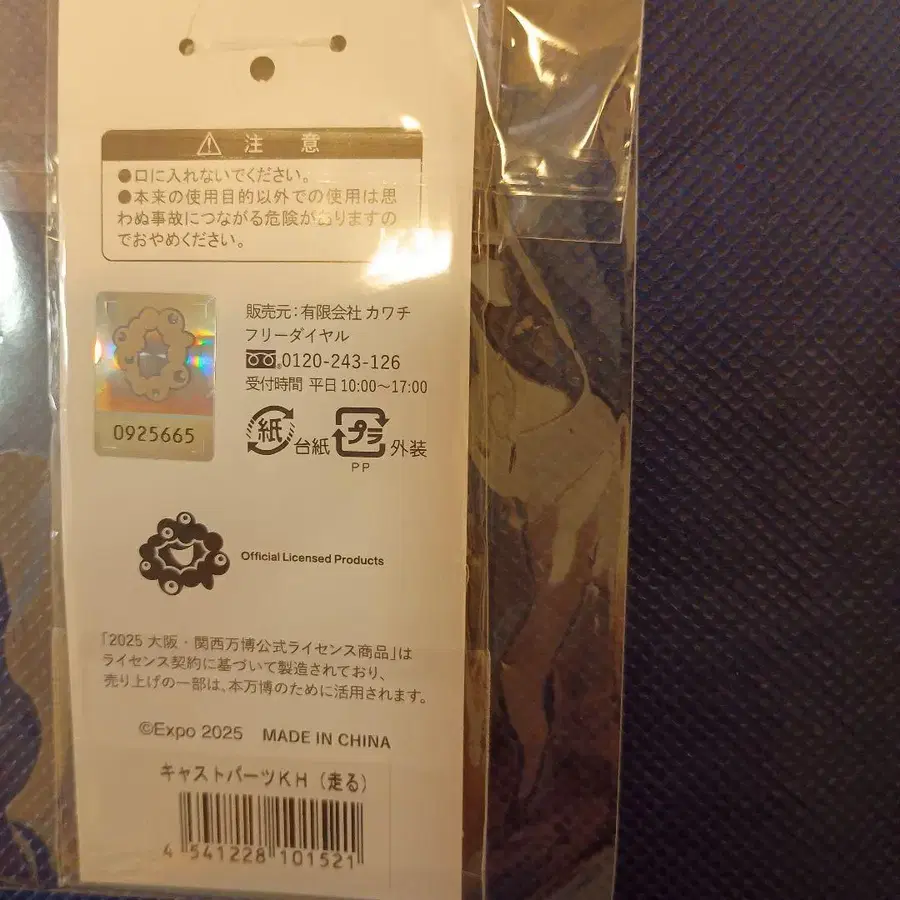 注 意
●口に入れないでください。
●本来の使用目的以外での使用は思
わぬ事故につながる危険がありますの
でおやめください。
販売元:有限会社 カワチ
フリーダイヤル
0120-243-126
受付時間 平日10:00～17:00
紙 台紙 プラ 外装
PP
0925665
Official Licensed Products
「2025 大阪・関西万博公式ライセンス商品」は
ライセンス契約に基づいて製造されており、
売り上げの一部は、本万博のために活用されます。
©Expo 2025 MADE IN CHINA
キャストパーツKH（走る）
4 541228 101521